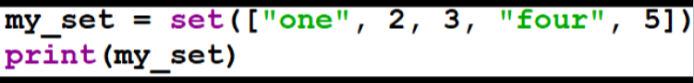 my_set = set(["one", 2, 3, "four", 5])
print(my_set)